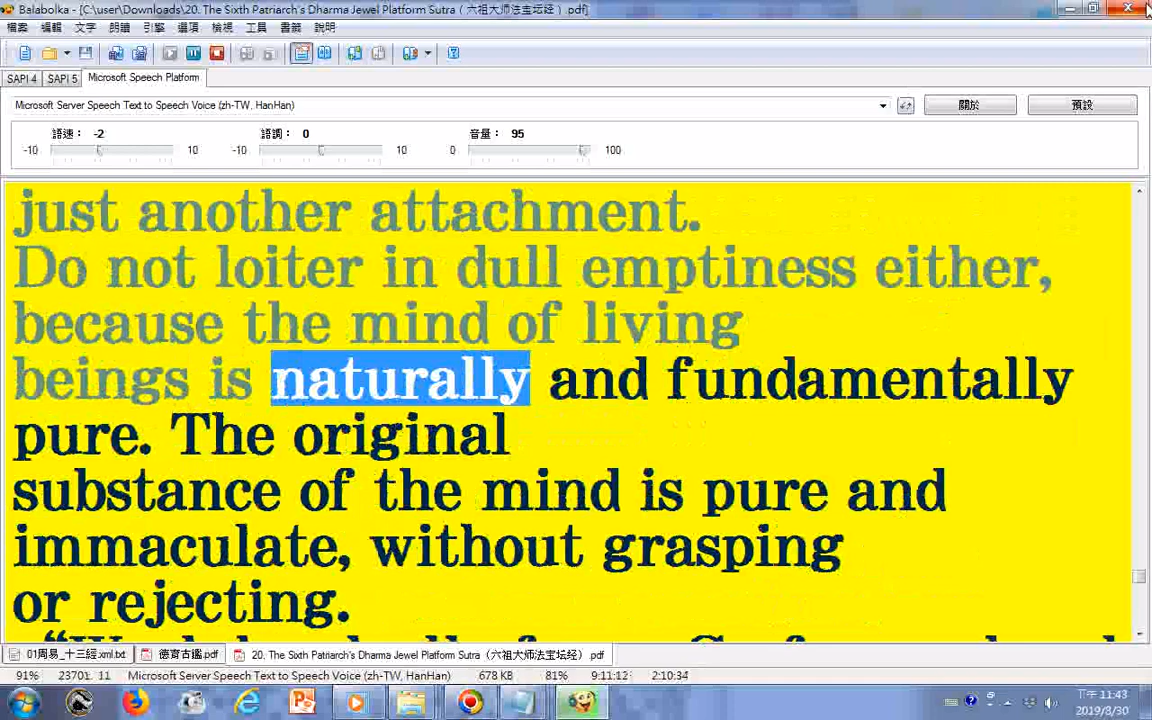 Balabolka - [C:\user\Downloads\20. The Sixth Patriarch's Dharma Jewel Platform Sutra（六祖大师法宝坛经）.pdf]
檔案 編輯 文字 朗讀 引擎 選項 檢視 工具 書籤 說明
SAPI 4 SAPI 5 Microsoft Speech Platform
Microsoft Server Speech Text to Speech Voice (zh-TW, HanHan) 關於 預設
語速： -2 語調： 0 音量： 95
-10 10 -10 10 0 100
just another attachment.
Do not loiter in dull emptiness either,
because the mind of living
beings is naturally and fundamentally
pure. The original
substance of the mind is pure and
immaculate, without grasping
or rejecting.
01周易_十三經.xml.txt 德育古鑑.pdf 20. The Sixth Patriarch's Dharma Jewel Platform Sutra（六祖大师法宝坛经）.pdf
91% 23701: 11 Microsoft Server Speech Text to Speech Voice (zh-TW, HanHan) 678 KB 81% 9:11:12 2:10:34
下午 11:43
2019/8/30